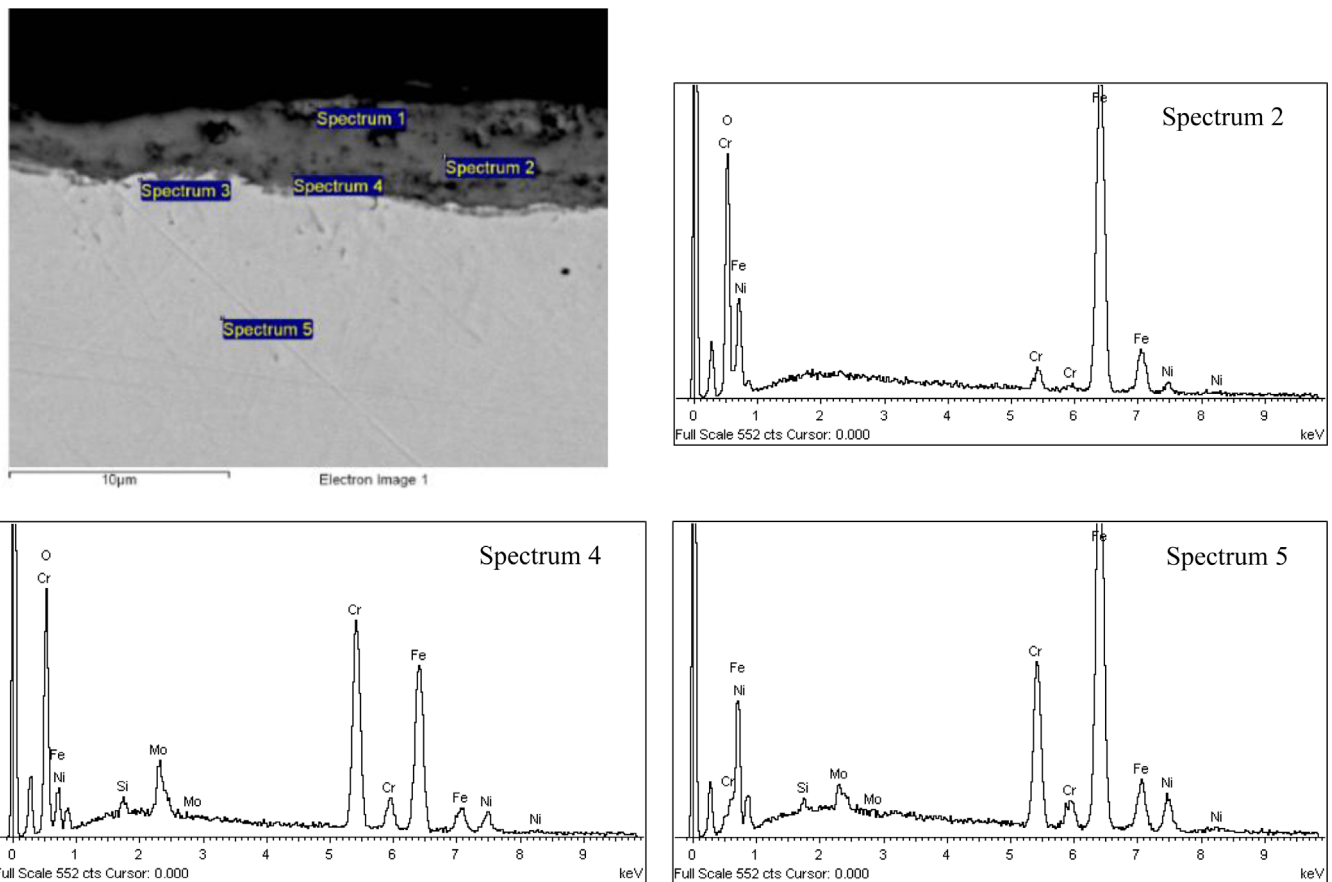 Spectrum 1
Spectrum 2
Spectrum 3
Spectrum 4
Spectrum 5
10µm
Electron Image 1
Spectrum 2
O
Cr
Fe
Ni
Cr
Cr
Fe
Fe
Ni
Ni
0 1 2 3 4 5 6 7 8 9
Full Scale 552 cts Cursor: 0.000
keV
Spectrum 4
O
Cr
Fe
Ni
Si
Mo
Mo
Cr
Cr
Fe
Fe
Ni
Ni
0 1 2 3 4 5 6 7 8 9
Full Scale 552 cts Cursor: 0.000
keV
Spectrum 5
Fe
Ni
Cr
Si
Mo
Mo
Cr
Cr
Fe
Fe
Ni
Ni
0 1 2 3 4 5 6 7 8 9
Full Scale 552 cts Cursor: 0.000
keV